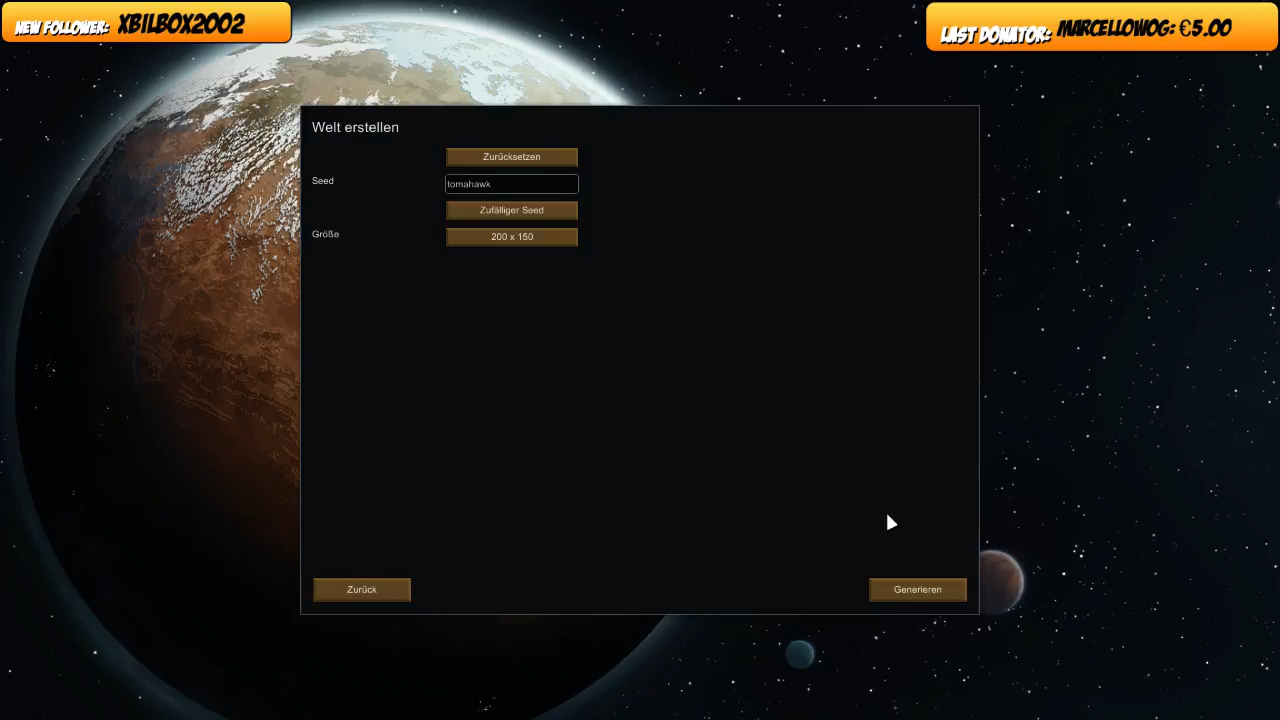 NEW FOLLOWER: XBILBOX2002
LAST DONATOR: MARCELLOWOG: €5.00
Welt erstellen
Zurücksetzen
Seed tomahawk
Zufälliger Seed
Größe 200 x 150
Zurück Generieren